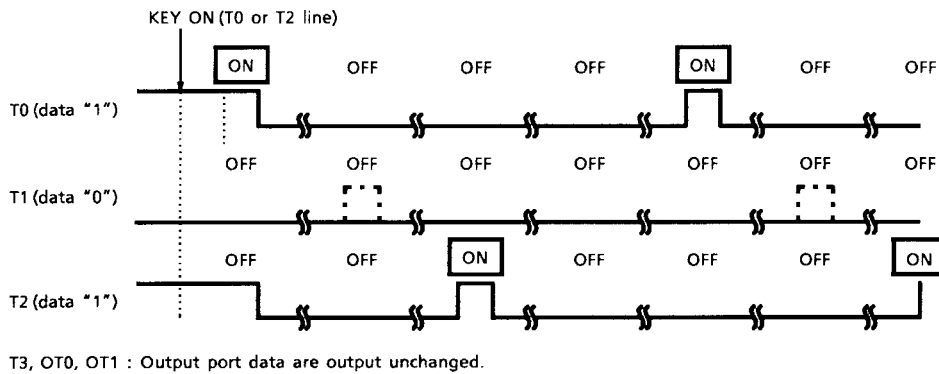 KEY ON (T0 or T2 line)
ON OFF OFF OFF ON OFF OFF
T0 (data "1")
OFF OFF OFF OFF OFF OFF OFF
T1 (data "0")
OFF OFF ON OFF OFF OFF ON
T2 (data "1")
T3, OT0, OT1 : Output port data are output unchanged.